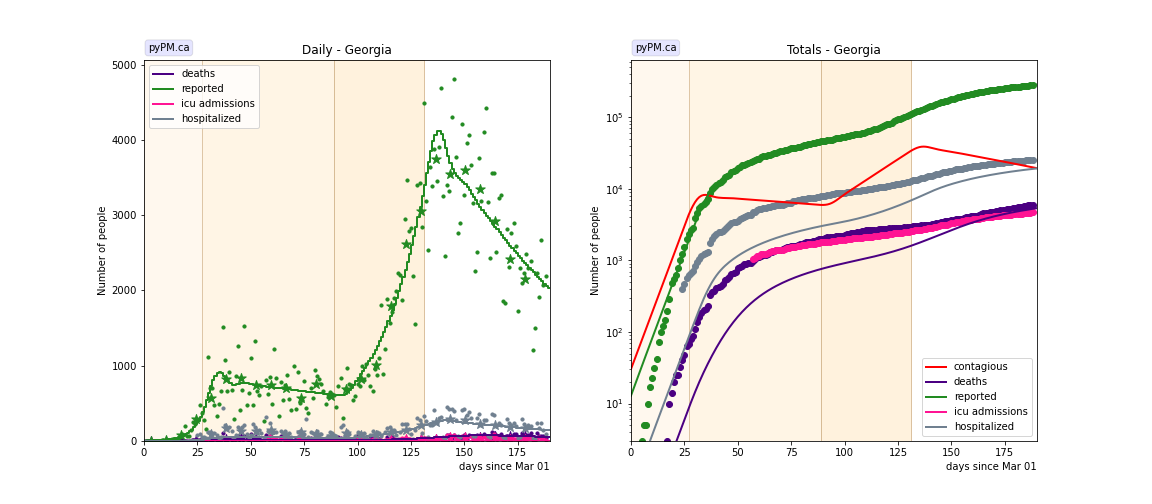 pyPM.ca
Daily - Georgia
deaths
reported
icu admissions
hospitalized
Number of people
5000
4000
3000
2000
1000
0
0 25 50 75 100 125 150 175
days since Mar 01
pyPM.ca
Totals - Georgia
Number of people
10^5
10^4
10^3
10^2
10^1
contagious
deaths
reported
icu admissions
hospitalized
0 25 50 75 100 125 150 175
days since Mar 01